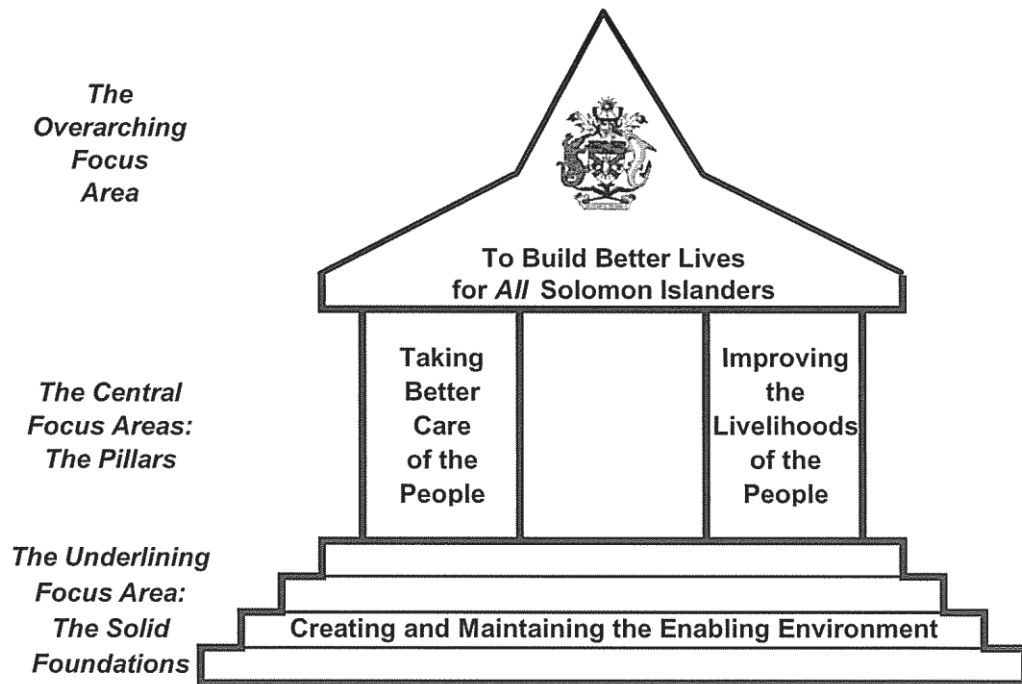 The
Overarching
Focus
Area
To Build Better Lives
for All Solomon Islanders
The Central
Focus Areas:
The Pillars
Taking
Better
Care
of the
People
Improving
the
Livelihoods
of the
People
The Underlining
Focus Area:
The Solid
Foundations
Creating and Maintaining the Enabling Environment